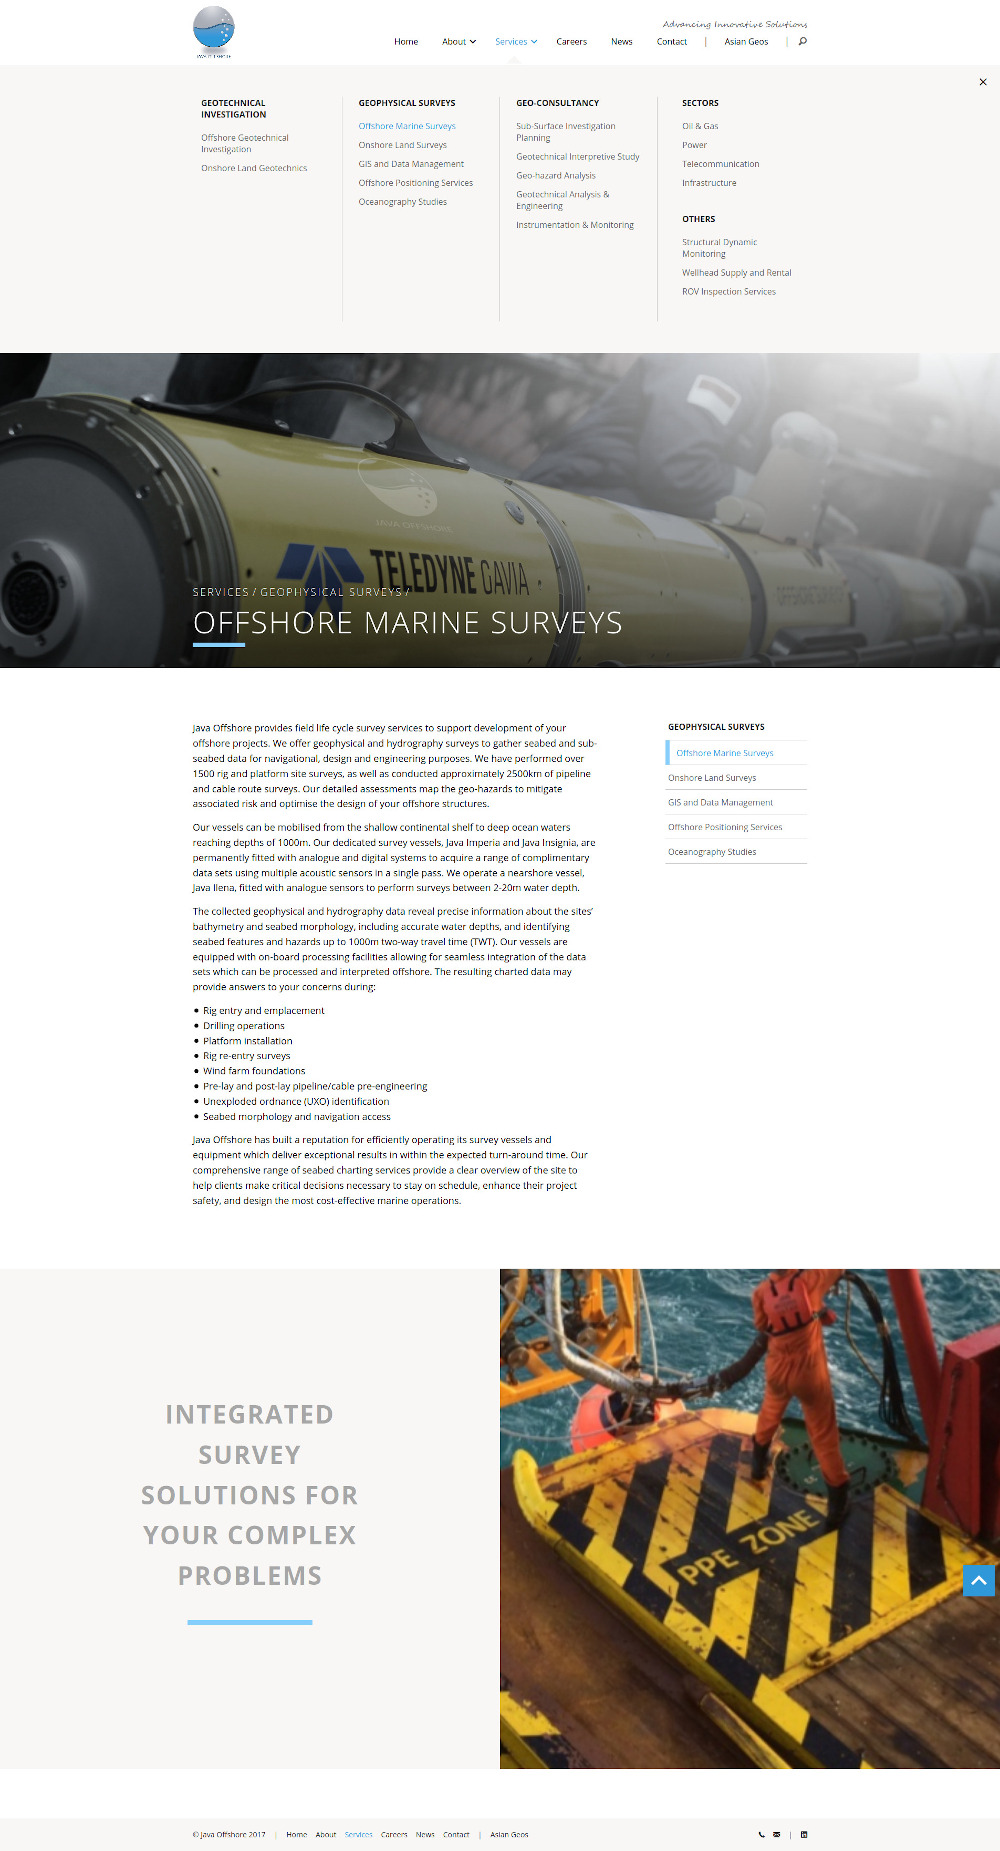 Advancing Innovative Solutions
JAVA OFFSHORE
Home About Services Careers News Contact | Asian Geos |
GEOTECHNICAL
INVESTIGATION
Offshore Geotechnical
Investigation
Onshore Land Geotechnics
GEOPHYSICAL SURVEYS
Offshore Marine Surveys
Onshore Land Surveys
GIS and Data Management
Offshore Positioning Services
Oceanography Studies
GEO-CONSULTANCY
Sub-Surface Investigation
Planning
Geotechnical Interpretive Study
Geo-hazard Analysis
Geotechnical Analysis &
Engineering
Instrumentation & Monitoring
SECTORS
Oil & Gas
Power
Telecommunication
Infrastructure
OTHERS
Structural Dynamic
Monitoring
Wellhead Supply and Rental
ROV Inspection Services
JAVA OFFSHORE
TELEDYNE GAVIA
SERVICES / GEOPHYSICAL SURVEYS /
OFFSHORE MARINE SURVEYS
Java Offshore provides field life cycle survey services to support development of your
offshore projects. We offer geophysical and hydrography surveys to gather seabed and sub-
seabed data for navigational, design and engineering purposes. We have performed over
1500 rig and platform site surveys, as well as conducted approximately 2500km of pipeline
and cable route surveys. Our detailed assessments map the geo-hazards to mitigate
associated risk and optimise the design of your offshore structures.
Our vessels can be mobilised from the shallow continental shelf to deep ocean waters
reaching depths of 1000m. Our dedicated survey vessels, Java Imperia and Java Insignia, are
permanently fitted with analogue and digital systems to acquire a range of complimentary
data sets using multiple acoustic sensors in a single pass. We operate a nearshore vessel,
Java Ilena, fitted with analogue sensors to perform surveys between 2-20m water depth.
The collected geophysical and hydrography data reveal precise information about the sites'
bathymetry and seabed morphology, including accurate water depths, and identifying
seabed features and hazards up to 1000m two-way travel time (TWT). Our vessels are
equipped with on-board processing facilities allowing for seamless integration of the data
sets which can be processed and interpreted offshore. The resulting charted data may
provide answers to your concerns during:
• Rig entry and emplacement
• Drilling operations
• Platform installation
• Rig re-entry surveys
• Wind farm foundations
• Pre-lay and post-lay pipeline/cable pre-engineering
• Unexploded ordnance (UXO) identification
• Seabed morphology and navigation access
Java Offshore has built a reputation for efficiently operating its survey vessels and
equipment which deliver exceptional results in within the expected turn-around time. Our
comprehensive range of seabed charting services provide a clear overview of the site to
help clients make critical decisions necessary to stay on schedule, enhance their project
safety, and design the most cost-effective marine operations.
GEOPHYSICAL SURVEYS
Offshore Marine Surveys
Onshore Land Surveys
GIS and Data Management
Offshore Positioning Services
Oceanography Studies
INTEGRATED
SURVEY
SOLUTIONS FOR
YOUR COMPLEX
PROBLEMS
PPE ZONE
© Java Offshore 2017 | Home About Services Careers News Contact | Asian Geos